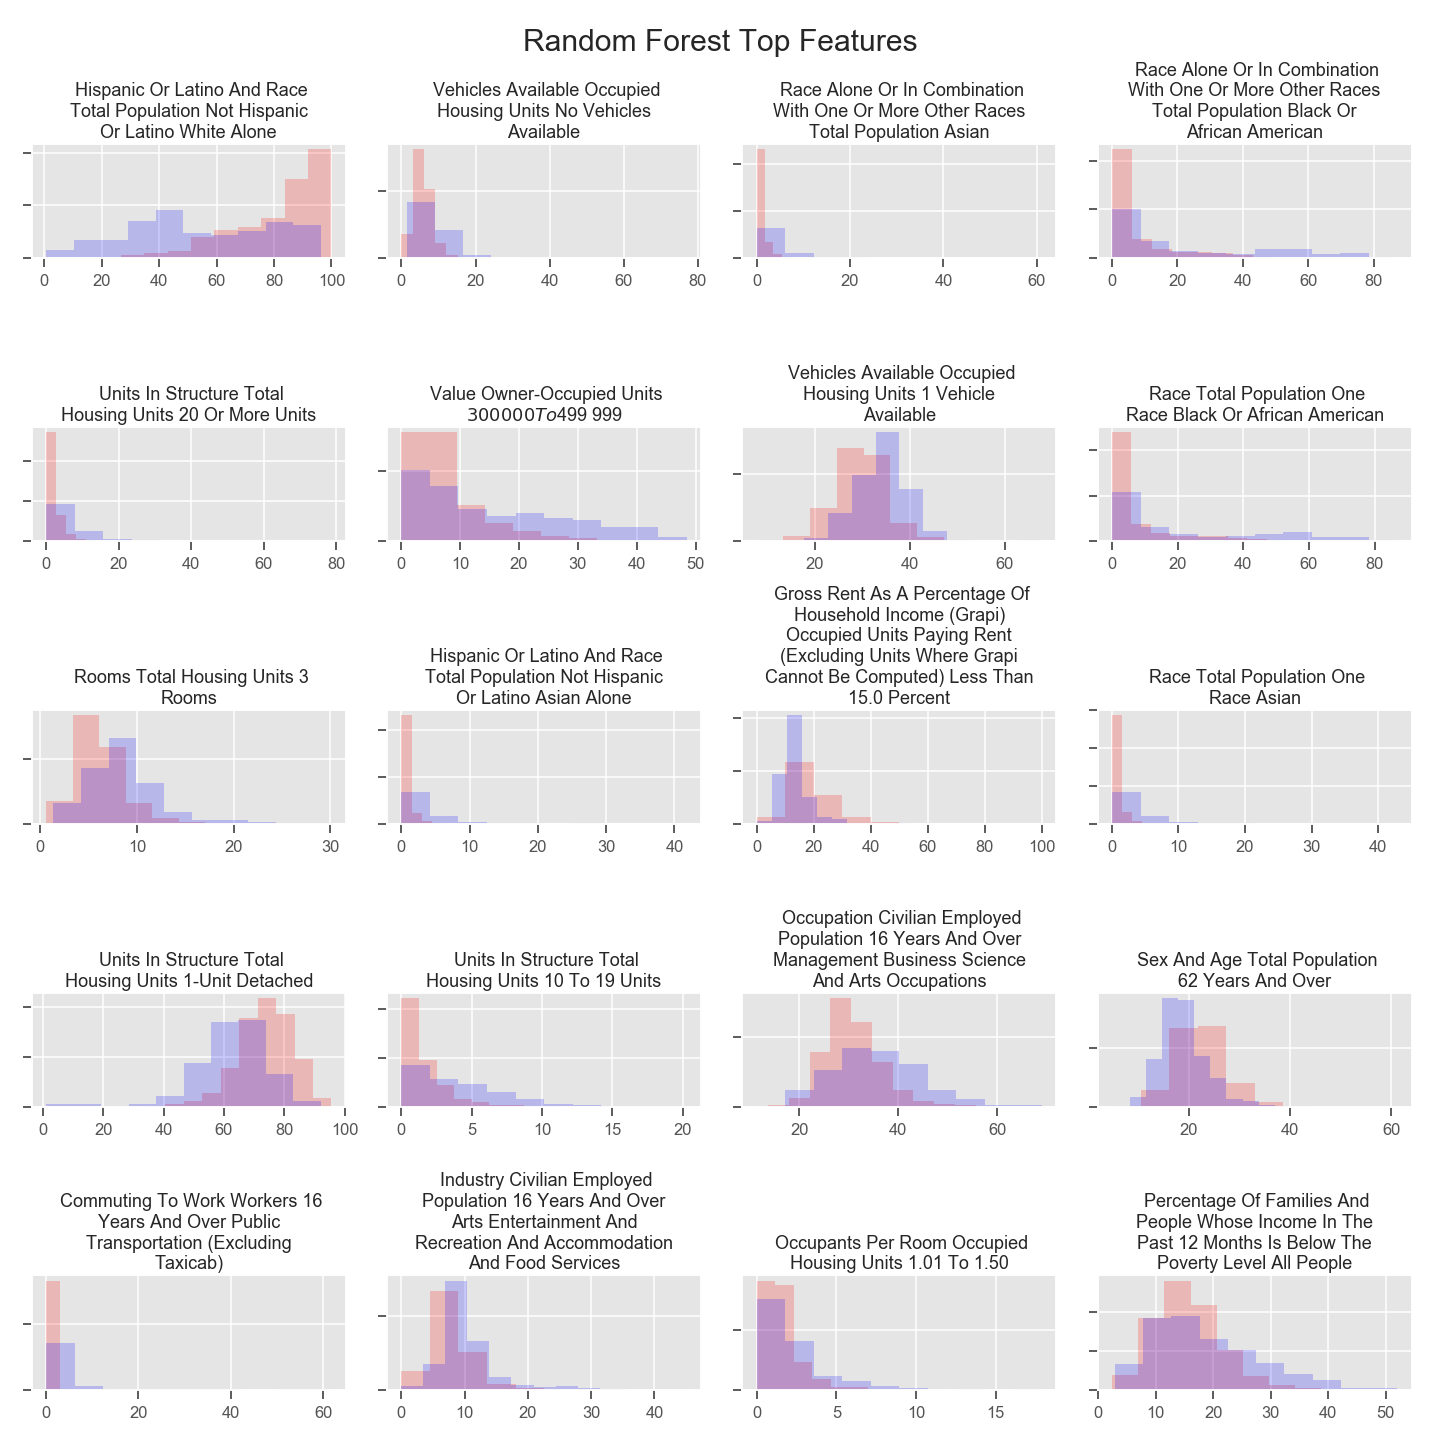 Random Forest Top Features
Hispanic Or Latino And Race
Total Population Not Hispanic
Or Latino White Alone
0 20 40 60 80 100
Vehicles Available Occupied
Housing Units No Vehicles
Available
0 20 40 60 80
Race Alone Or In Combination
With One Or More Other Races
Total Population Asian
0 20 40 60
Race Alone Or In Combination
With One Or More Other Races
Total Population Black Or
African American
0 20 40 60 80
Units In Structure Total
Housing Units 20 Or More Units
0 20 40 60 80
Value Owner-Occupied Units
300000To499 999
0 10 20 30 40 50
Vehicles Available Occupied
Housing Units 1 Vehicle
Available
20 40 60
Race Total Population One
Race Black Or African American
0 20 40 60 80
Rooms Total Housing Units 3
Rooms
0 10 20 30
Hispanic Or Latino And Race
Total Population Not Hispanic
Or Latino Asian Alone
0 10 20 30 40
Gross Rent As A Percentage Of
Household Income (Grapi)
Occupied Units Paying Rent
(Excluding Units Where Grapi
Cannot Be Computed) Less Than
15.0 Percent
0 20 40 60 80 100
Race Total Population One
Race Asian
0 10 20 30 40
Units In Structure Total
Housing Units 1-Unit Detached
0 20 40 60 80 100
Units In Structure Total
Housing Units 10 To 19 Units
0 5 10 15 20
Occupation Civilian Employed
Population 16 Years And Over
Management Business Science
And Arts Occupations
20 40 60
Sex And Age Total Population
62 Years And Over
20 40 60
Commuting To Work Workers 16
Years And Over Public
Transportation (Excluding
Taxicab)
0 20 40 60
Industry Civilian Employed
Population 16 Years And Over
Arts Entertainment And
Recreation And Accommodation
And Food Services
0 10 20 30 40
Occupants Per Room Occupied
Housing Units 1.01 To 1.50
0 5 10 15
Percentage Of Families And
People Whose Income In The
Past 12 Months Is Below The
Poverty Level All People
0 10 20 30 40 50